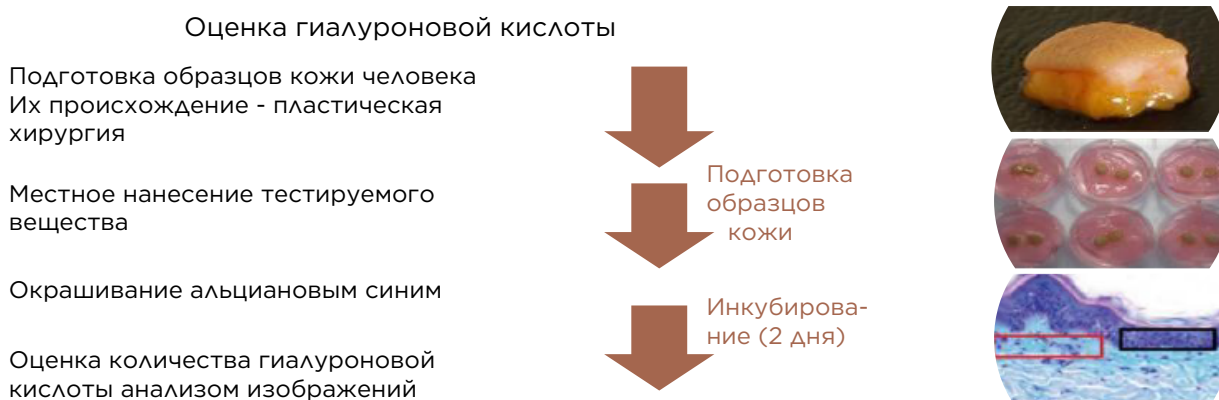 Оценка гиалуроновой кислоты
Подготовка образцов кожи человека
Их происхождение - пластическая
хирургия
Местное нанесение тестируемого
вещества
Подготовка
образцов
кожи
Окрашивание альциановым синим
Инкубирова-
ние (2 дня)
Оценка количества гиалуроновой
кислоты анализом изображений